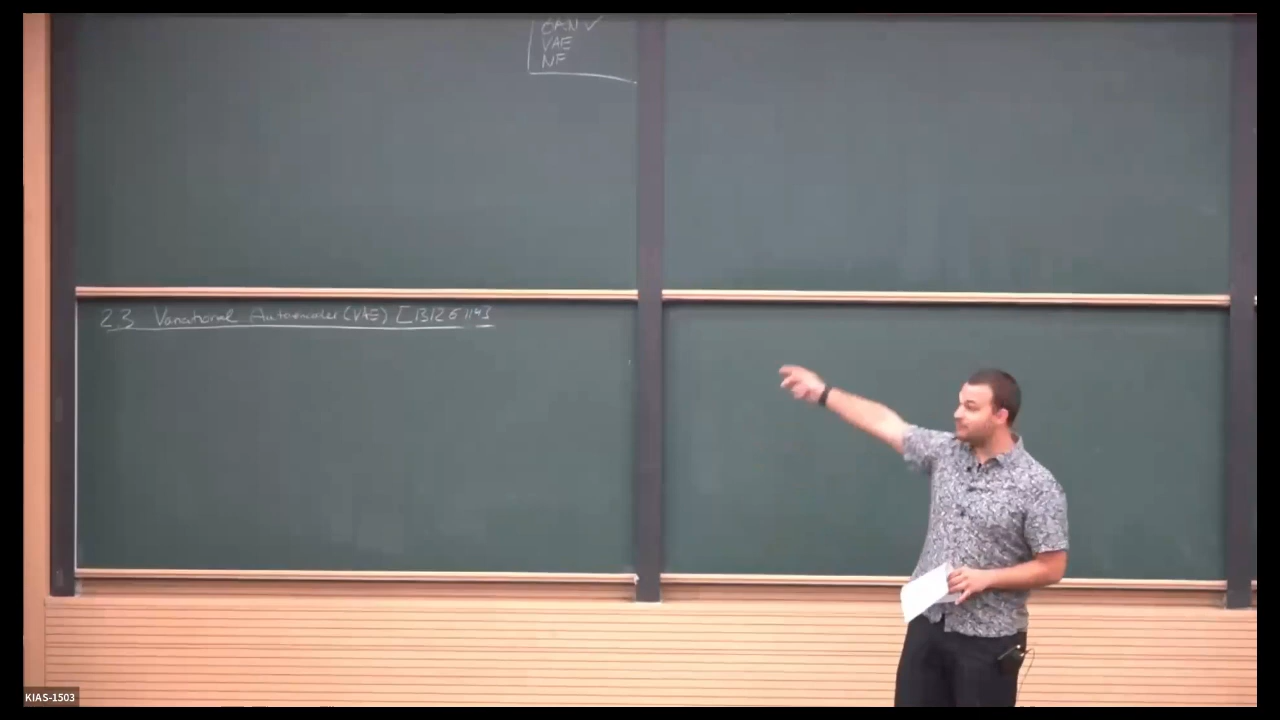 GAN ✓
VAE
NF
2.3 Variational Autoencoder (VAE) [1312.6114]
KIAS-1503